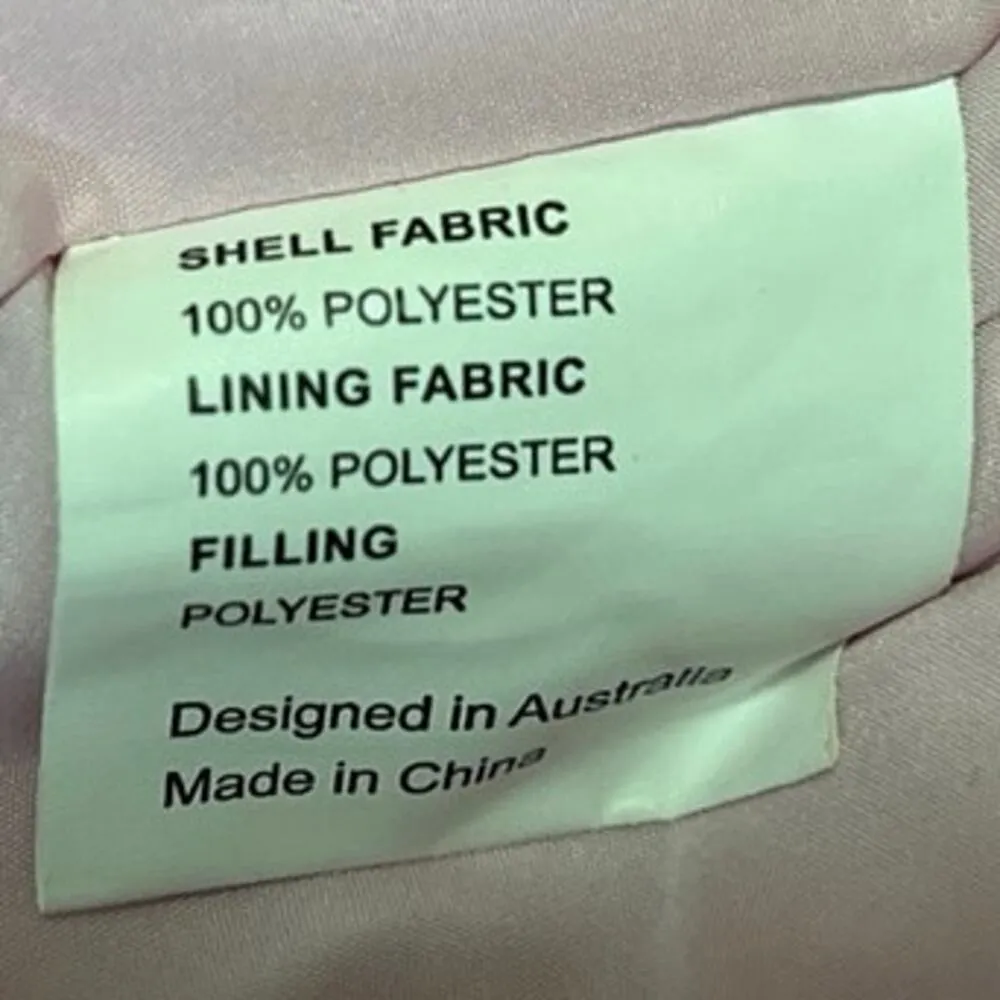 SHELL FABRIC
100% POLYESTER
LINING FABRIC
100% POLYESTER
FILLING
POLYESTER
Designed in Australia
Made in China